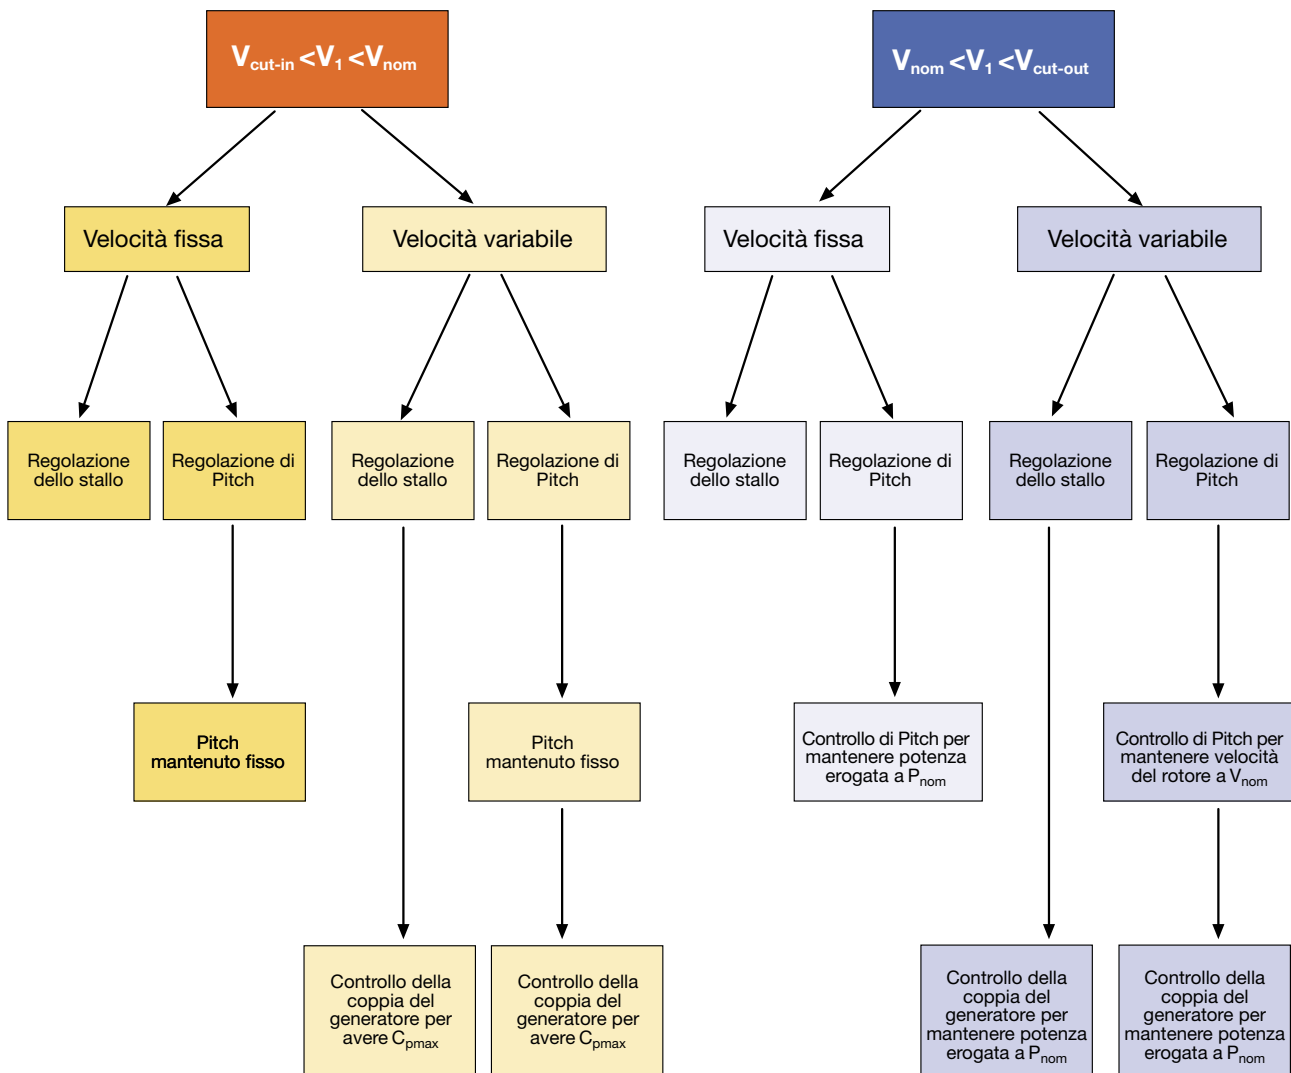 V cut-in < V1 < V nom
V nom < V1 < V cut-out
Velocità fissa
Velocità variabile
Velocità fissa
Velocità variabile
Regolazione
dello stallo
Regolazione di
Pitch
Regolazione
dello stallo
Regolazione di
Pitch
Regolazione
dello stallo
Regolazione di
Pitch
Regolazione
dello stallo
Regolazione di
Pitch
Pitch
mantenuto fisso
Pitch
mantenuto fisso
Controllo di Pitch per
mantenere potenza
erogata a Pnom
Controllo di Pitch per
mantenere velocità
del rotore a Vnom
Controllo della
coppia del
generatore per
avere Cpmax
Controllo della
coppia del
generatore per
avere Cpmax
Controllo della
coppia del
generatore per
mantenere potenza
erogata a Pnom
Controllo della
coppia del
generatore per
mantenere potenza
erogata a Pnom